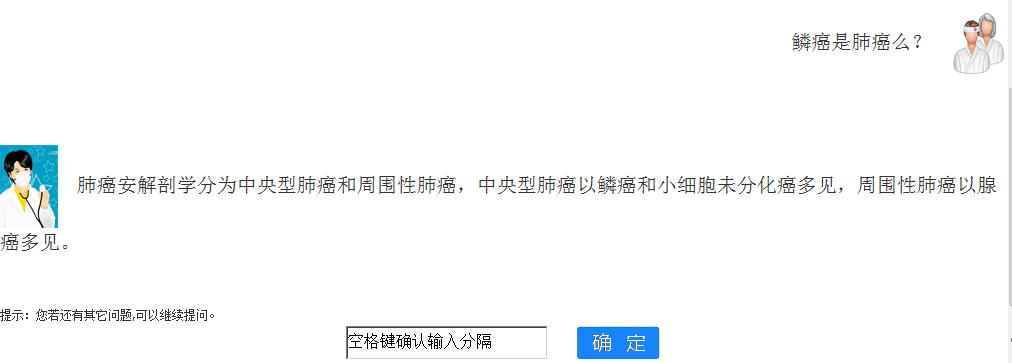 鳞癌是肺癌么？
肺癌安解剖学分为中央型肺癌和周围性肺癌，中央型肺癌以鳞癌和小细胞未分化癌多见，周围性肺癌以腺
癌多见。
提示：您若还有其它问题,可以继续提问。
空格键确认输入分隔
确 定